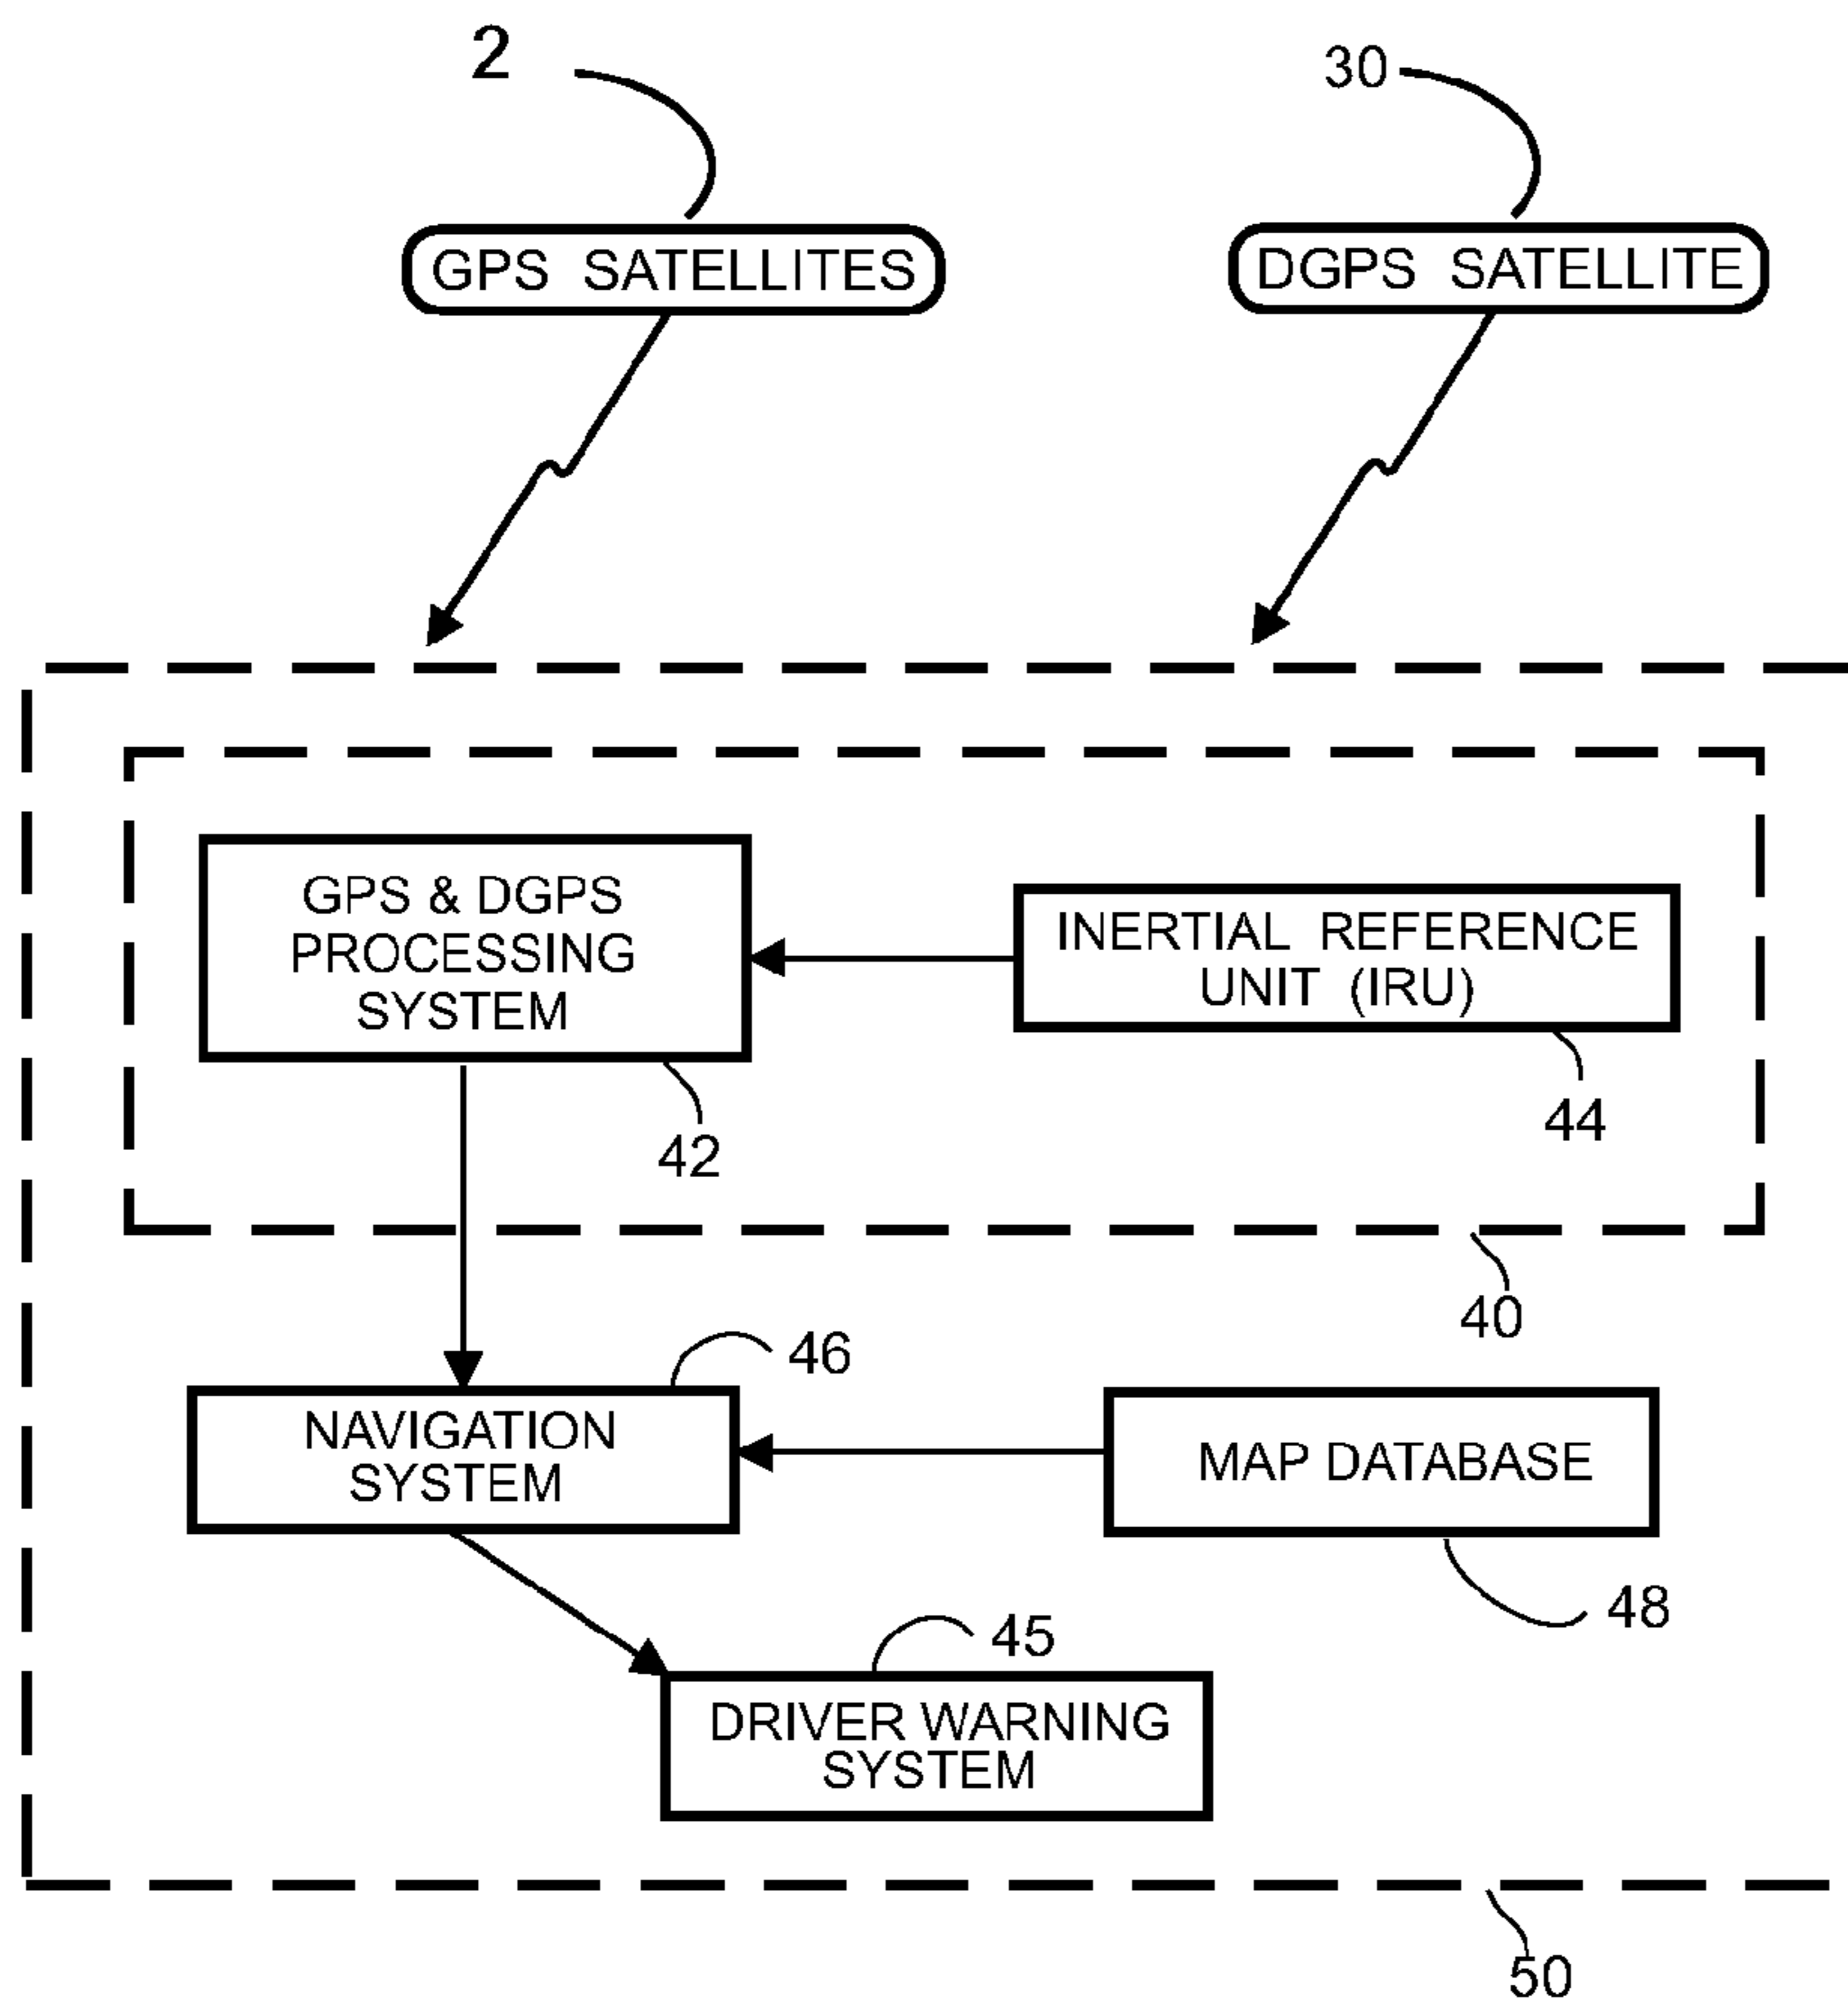 2
30
GPS SATELLITES
DGPS SATELLITE
GPS & DGPS
PROCESSING
SYSTEM
INERTIAL REFERENCE
UNIT (IRU)
42
44
40
46
NAVIGATION
SYSTEM
MAP DATABASE
48
45
DRIVER WARNING
SYSTEM
50